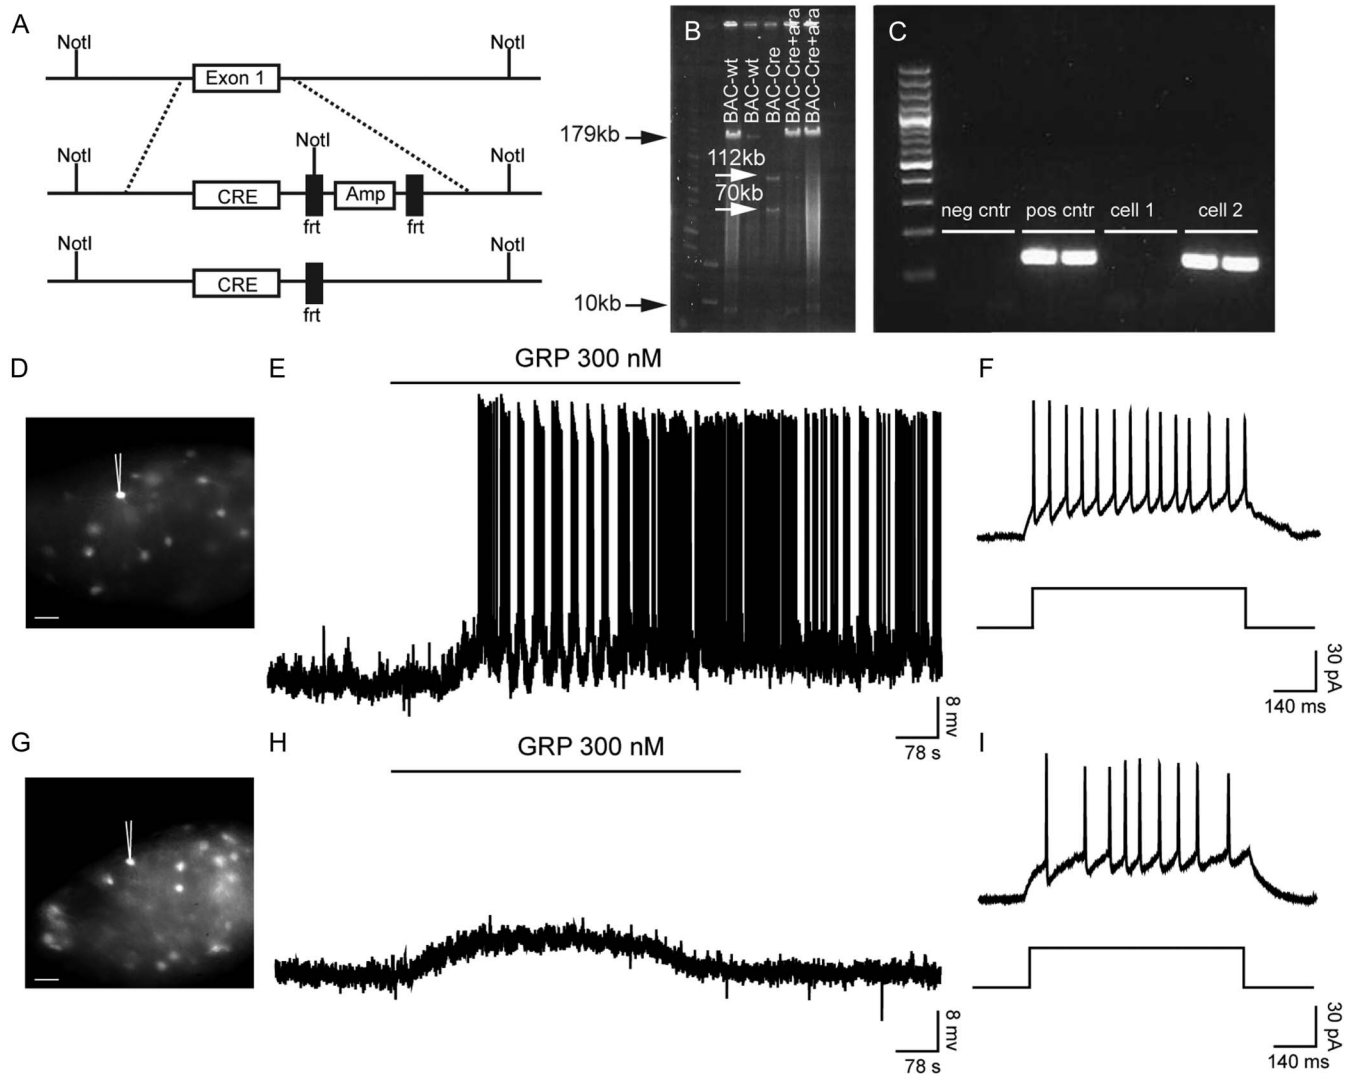 A
NotI
NotI
Exon 1
NotI
NotI
NotI
CRE
Amp
frt
frt
NotI
NotI
CRE
frt
B
BAC-wt
BAC-wt
BAC-Cre
BAC-Cre+ara
BAC-Cre+ara
179kb
112kb
70kb
10kb
C
neg cntr
pos cntr
cell 1
cell 2
D
E
GRP 300 nM
8 mv
78 s
F
30 pA
140 ms
G
H
GRP 300 nM
8 mv
78 s
I
30 pA
140 ms